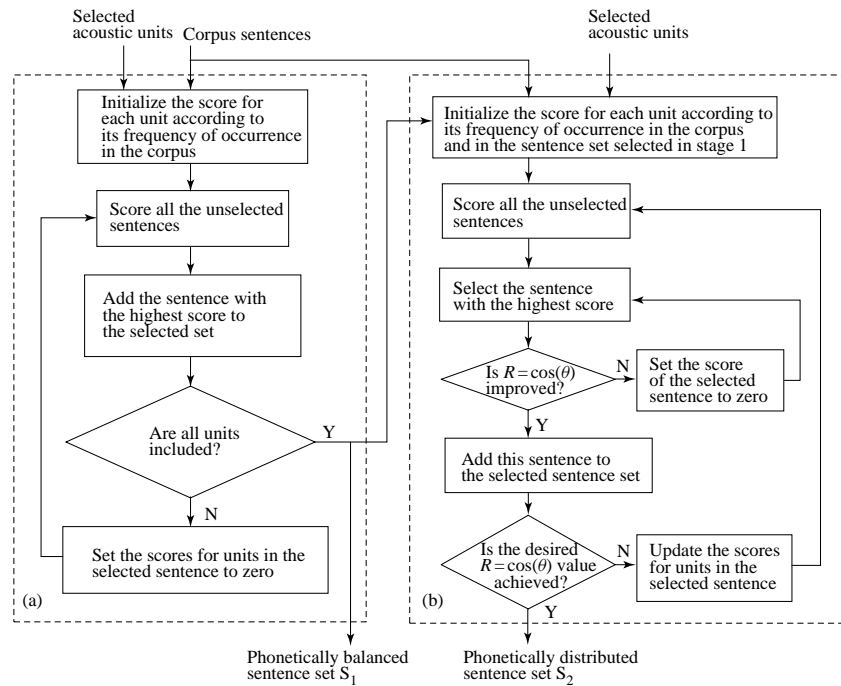 Selected
acoustic units
Corpus sentences
Selected
acoustic units
Initialize the score for
each unit according to
its frequency of occurrence
in the corpus
Score all the unselected
sentences
Add the sentence with
the highest score to
the selected set
Are all units
included?
Y
N
Set the scores for units in the
selected sentence to zero
(a)
Phonetically balanced
sentence set S₁
Initialize the score for each unit according to
its frequency of occurrence in the corpus
and in the sentence set selected in stage 1
Score all the unselected
sentences
Select the sentence
with the highest score
Is R = cos(θ)
improved?
N
Set the score
of the selected
sentence to zero
Y
Add this sentence to
the selected sentence set
Is the desired
R = cos(θ) value
achieved?
N
Update the scores
for units in the
selected sentence
Y
(b)
Phonetically distributed
sentence set S₂